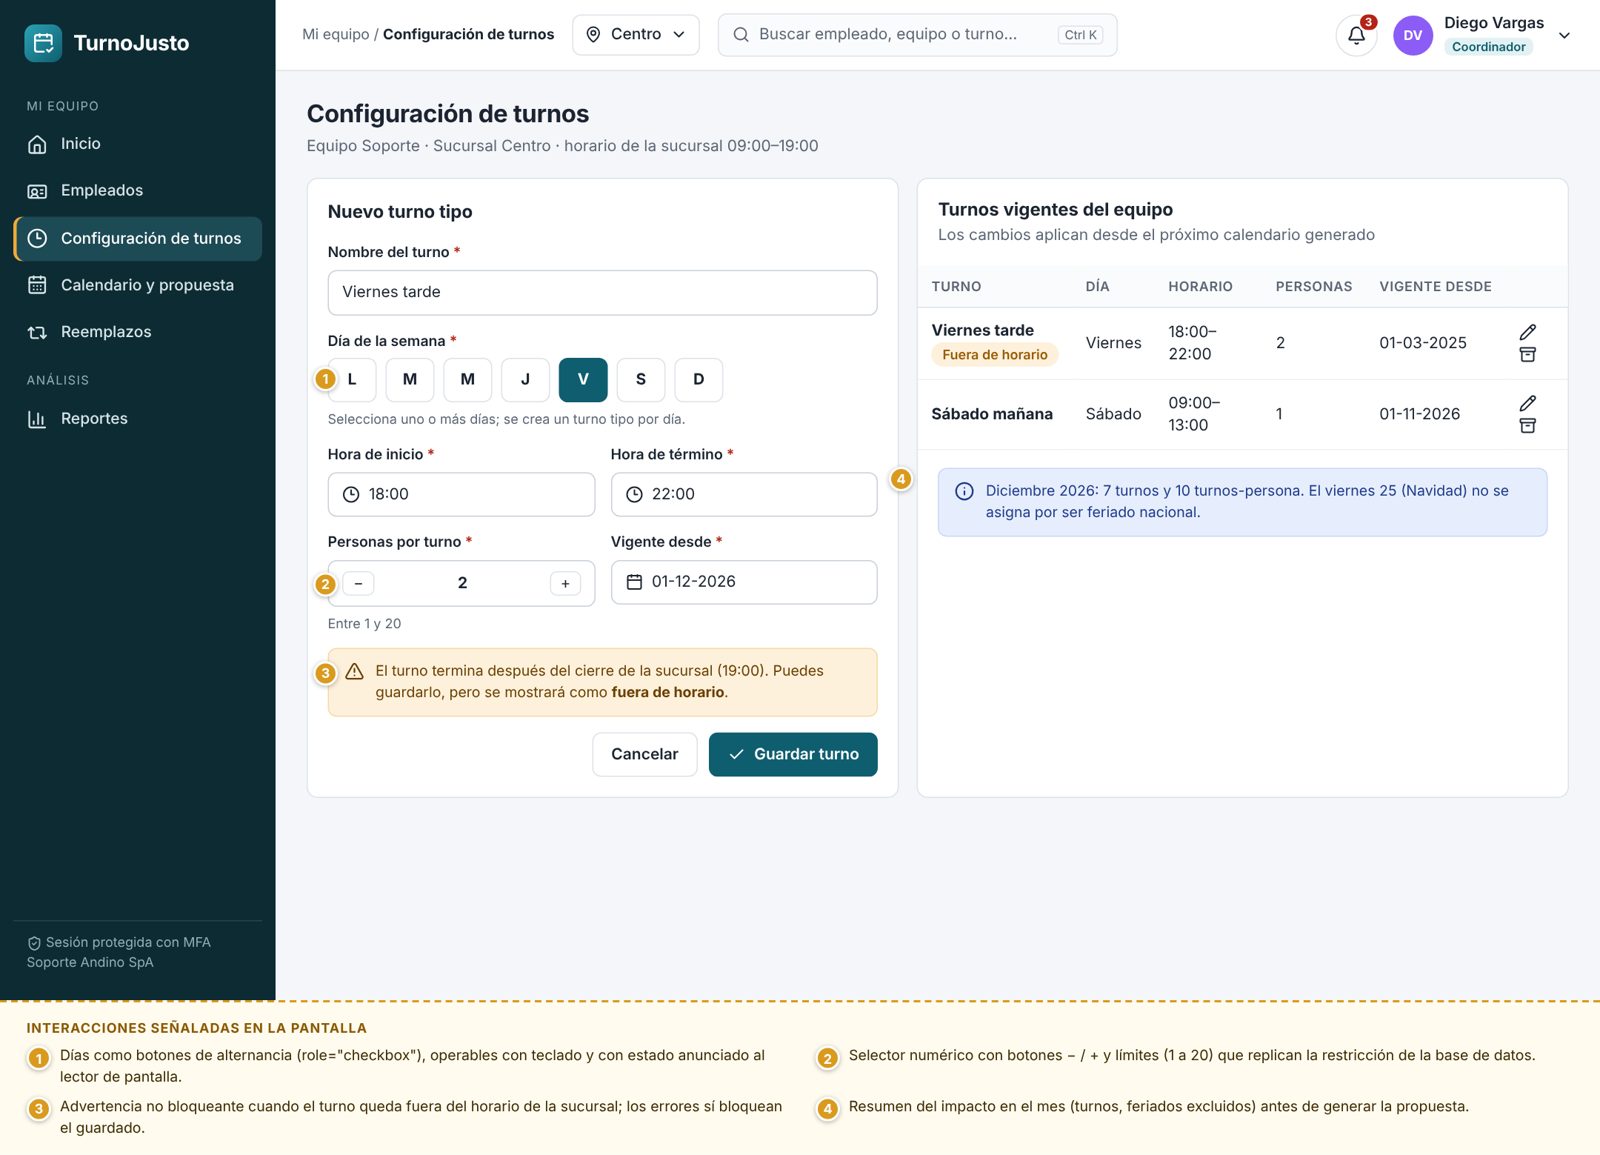 TurnoJusto
MI EQUIPO
Inicio
Empleados
Configuración de turnos
Calendario y propuesta
Reemplazos
ANÁLISIS
Reportes
Sesión protegida con MFA
Soporte Andino SpA
Mi equipo / Configuración de turnos
Centro
Buscar empleado, equipo o turno...
Ctrl K
3
DV
Diego Vargas
Coordinador
Configuración de turnos
Equipo Soporte · Sucursal Centro · horario de la sucursal 09:00–19:00
Nuevo turno tipo
Nombre del turno *
Viernes tarde
Día de la semana *
1
L M M J V S D
Selecciona uno o más días; se crea un turno tipo por día.
Hora de inicio * Hora de término *
18:00 22:00
Personas por turno * Vigente desde *
2
− 2 + 01-12-2026
Entre 1 y 20
3
El turno termina después del cierre de la sucursal (19:00). Puedes
guardarlo, pero se mostrará como fuera de horario.
Cancelar
Guardar turno
Turnos vigentes del equipo
Los cambios aplican desde el próximo calendario generado
TURNO DÍA HORARIO PERSONAS VIGENTE DESDE
Viernes tarde
Fuera de horario
Viernes
18:00–
22:00
2
01-03-2025
Sábado mañana
Sábado
09:00–
13:00
1
01-11-2026
4
Diciembre 2026: 7 turnos y 10 turnos-persona. El viernes 25 (Navidad) no se
asigna por ser feriado nacional.
INTERACCIONES SEÑALADAS EN LA PANTALLA
1 Días como botones de alternancia (role="checkbox"), operables con teclado y con estado anunciado al
lector de pantalla.
2 Selector numérico con botones − / + y límites (1 a 20) que replican la restricción de la base de datos.
3 Advertencia no bloqueante cuando el turno queda fuera del horario de la sucursal; los errores sí bloquean
el guardado.
4 Resumen del impacto en el mes (turnos, feriados excluidos) antes de generar la propuesta.